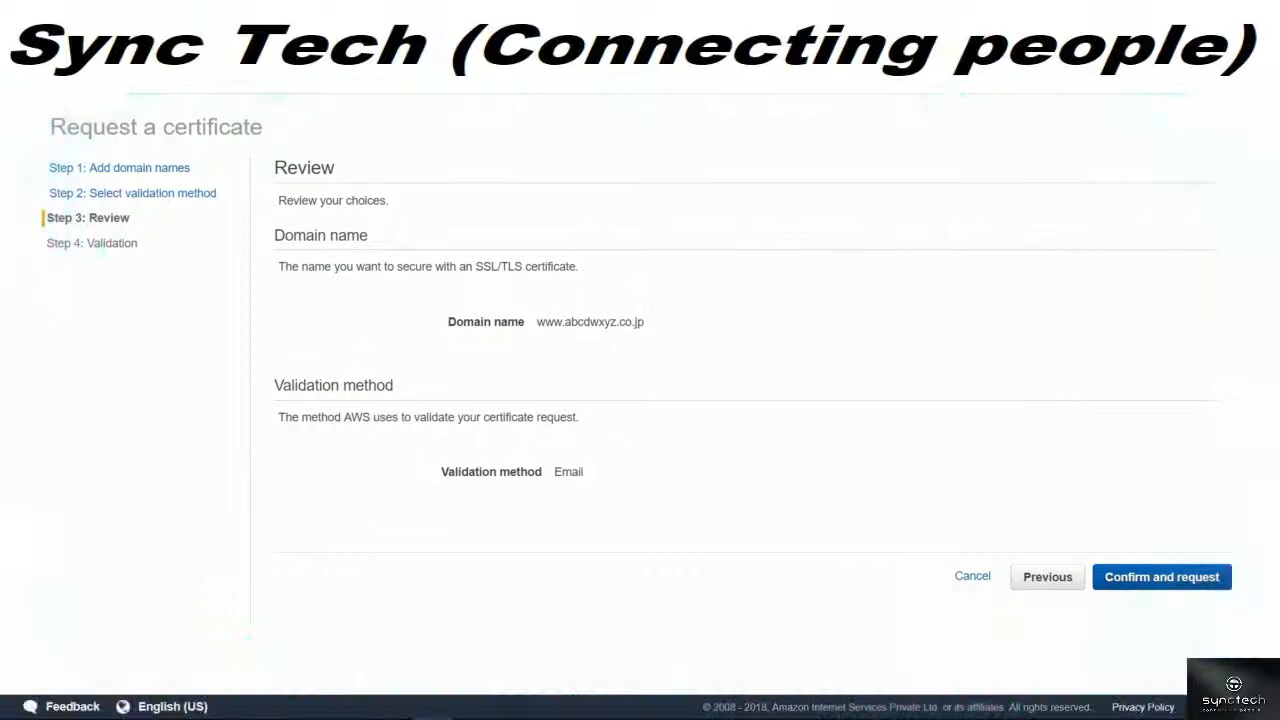 Sync Tech (Connecting people)
Request a certificate
Step 1: Add domain names
Step 2: Select validation method
Step 3: Review
Step 4: Validation
Review
Review your choices.
Domain name
The name you want to secure with an SSL/TLS certificate.
Domain name www.abcdwxyz.co.jp
Validation method
The method AWS uses to validate your certificate request.
Validation method Email
Cancel Previous Confirm and request
Feedback English (US) © 2008 - 2018, Amazon Internet Services Private Ltd. or its affiliates. All rights reserved. Privacy Policy
synctech